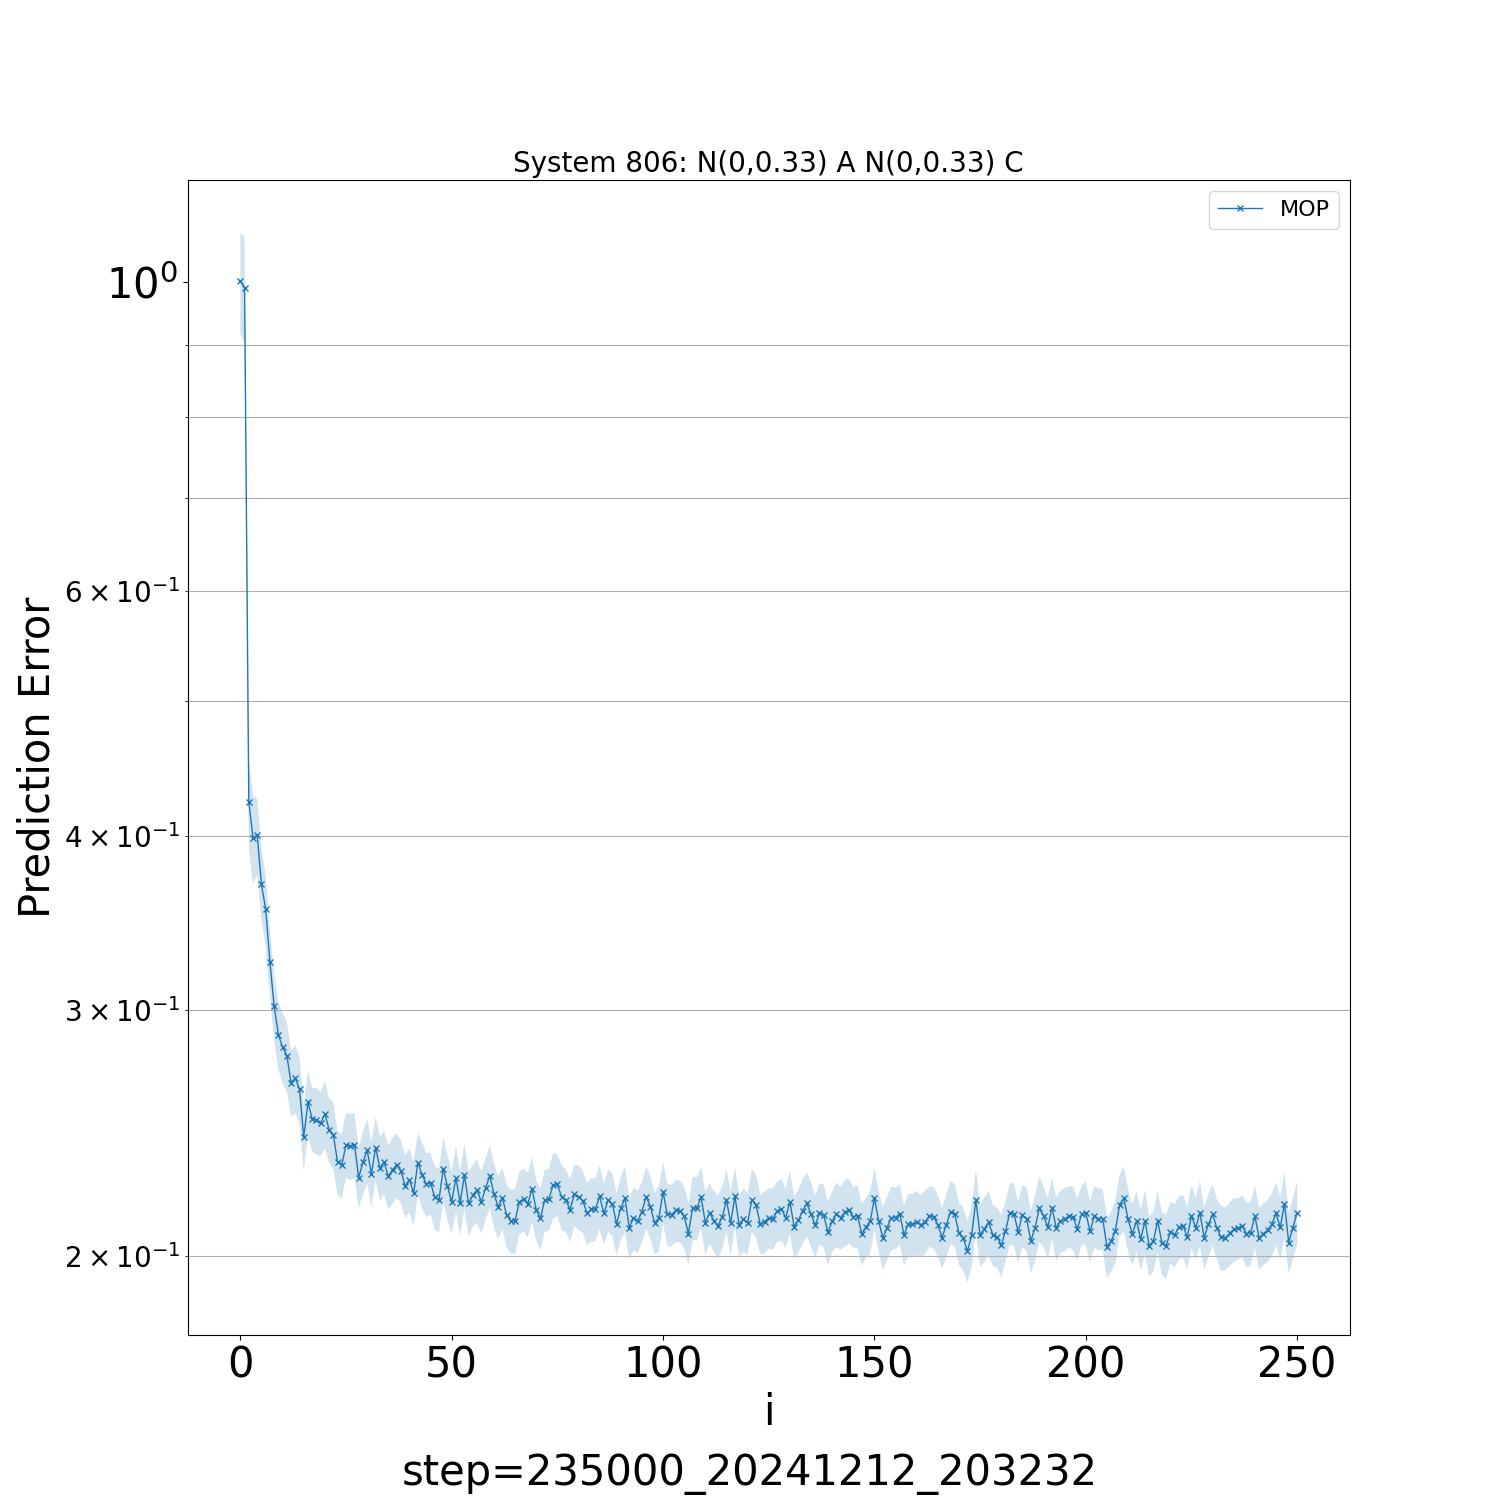 System 806: N(0,0.33) A N(0,0.33) C
MOP
10⁰
6 × 10⁻¹
4 × 10⁻¹
3 × 10⁻¹
2 × 10⁻¹
Prediction Error
0 50 100 150 200 250
i
step=235000_20241212_203232